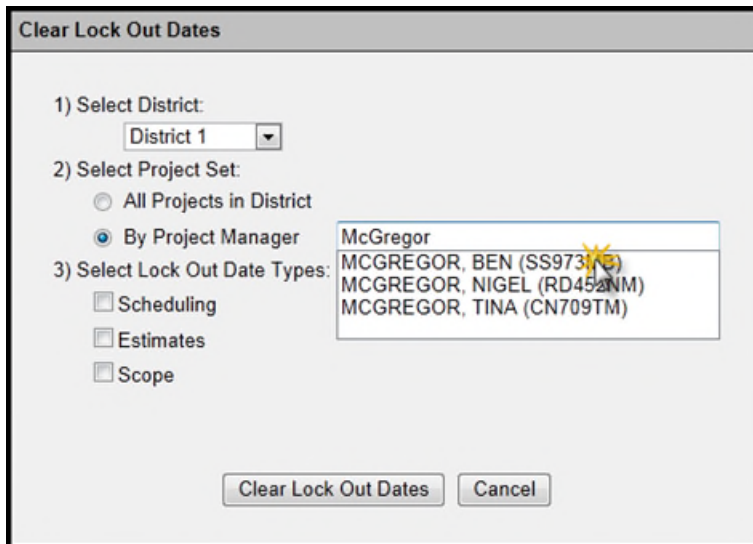 Clear Lock Out Dates
1) Select District:
District 1
2) Select Project Set:
All Projects in District
By Project Manager McGregor
MCGREGOR, BEN
3) Select Lock Out Date Types:
MCGREGOR, NIGEL
Scheduling
MCGREGOR, TINA (CN709TM)
Estimates
Scope
Clear Lock Out Dates Cancel